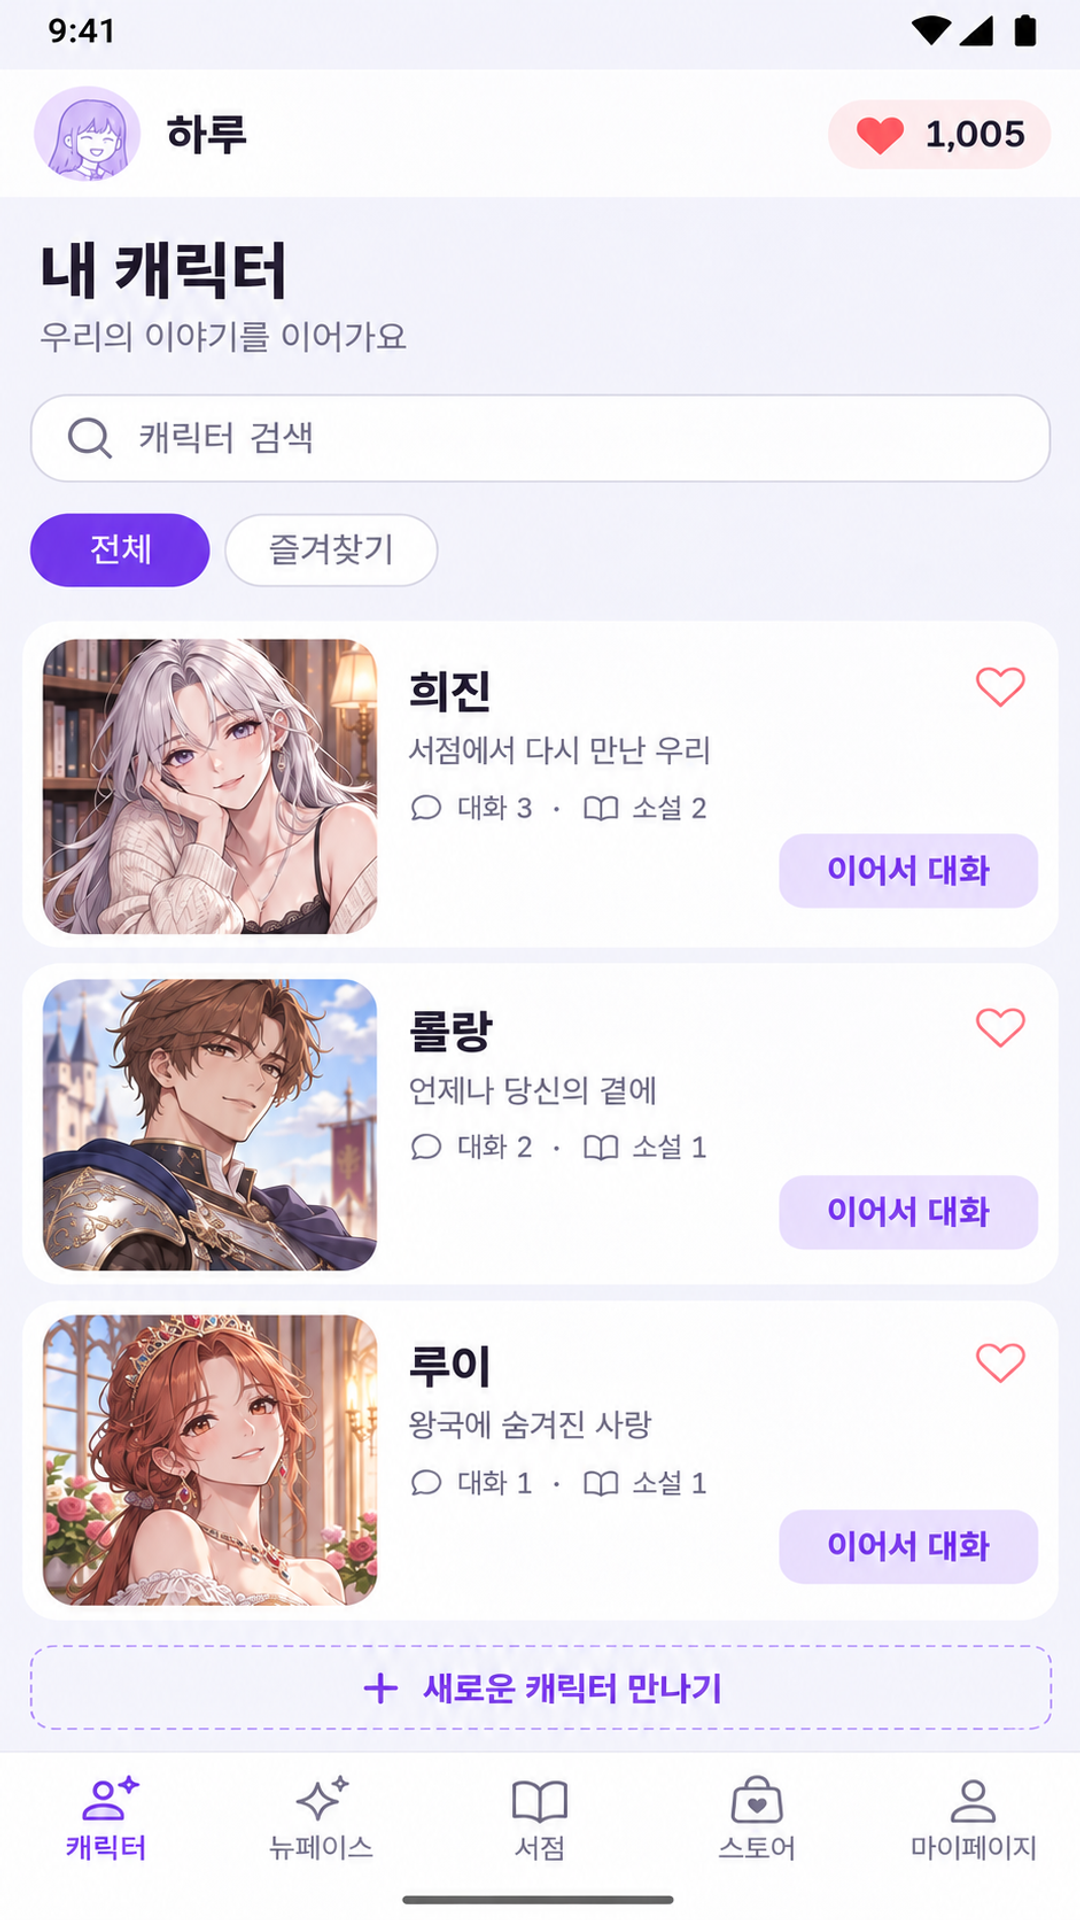 9:41
하루
1,005
내 캐릭터
우리의 이야기를 이어가요
캐릭터 검색
전체
즐겨찾기
희진
서점에서 다시 만난 우리
대화 3 · 소설 2
이어서 대화
롤랑
언제나 당신의 곁에
대화 2 · 소설 1
이어서 대화
루이
왕국에 숨겨진 사랑
대화 1 · 소설 1
이어서 대화
+ 새로운 캐릭터 만나기
캐릭터
뉴페이스
서점
스토어
마이페이지